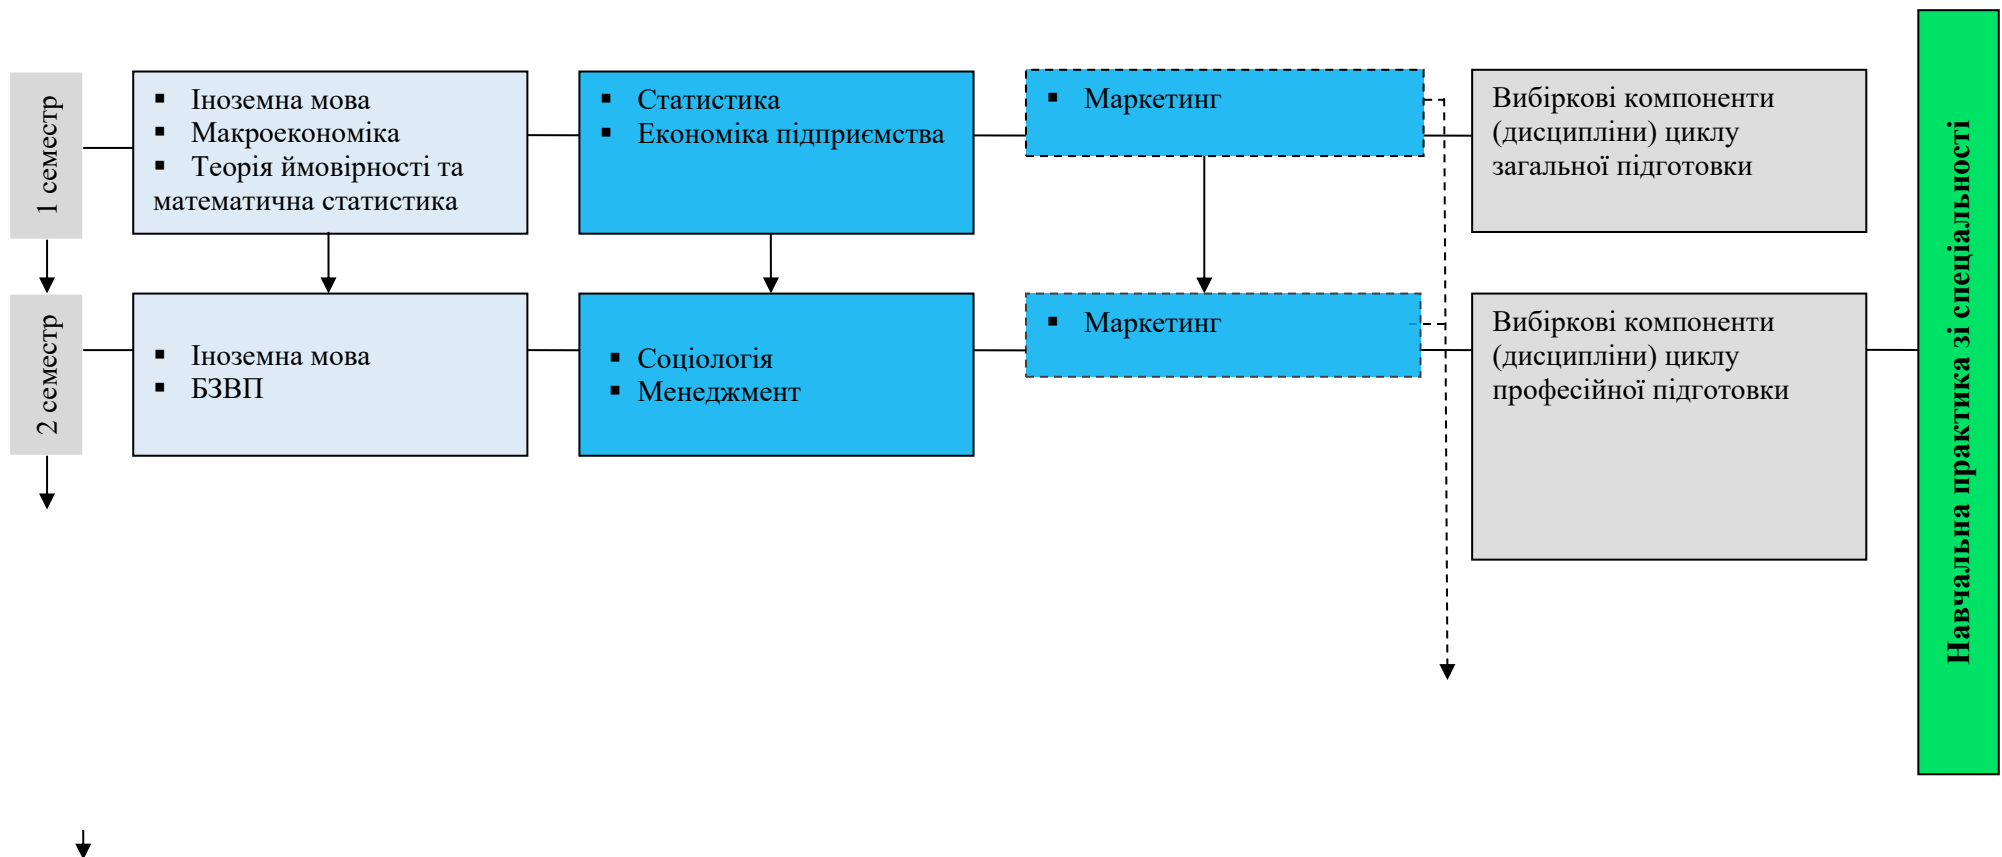 1 семестр
▪ Іноземна мова
▪ Макроекономіка
▪ Теорія ймовірності та
математична статистика
▪ Статистика
▪ Економіка підприємства
▪ Маркетинг
Вибіркові компоненти
(дисципліни) циклу
загальної підготовки
2 семестр
▪ Іноземна мова
▪ БЗВП
▪ Соціологія
▪ Менеджмент
▪ Маркетинг
Вибіркові компоненти
(дисципліни) циклу
професійної підготовки
Навчальна практика зі спеціальності